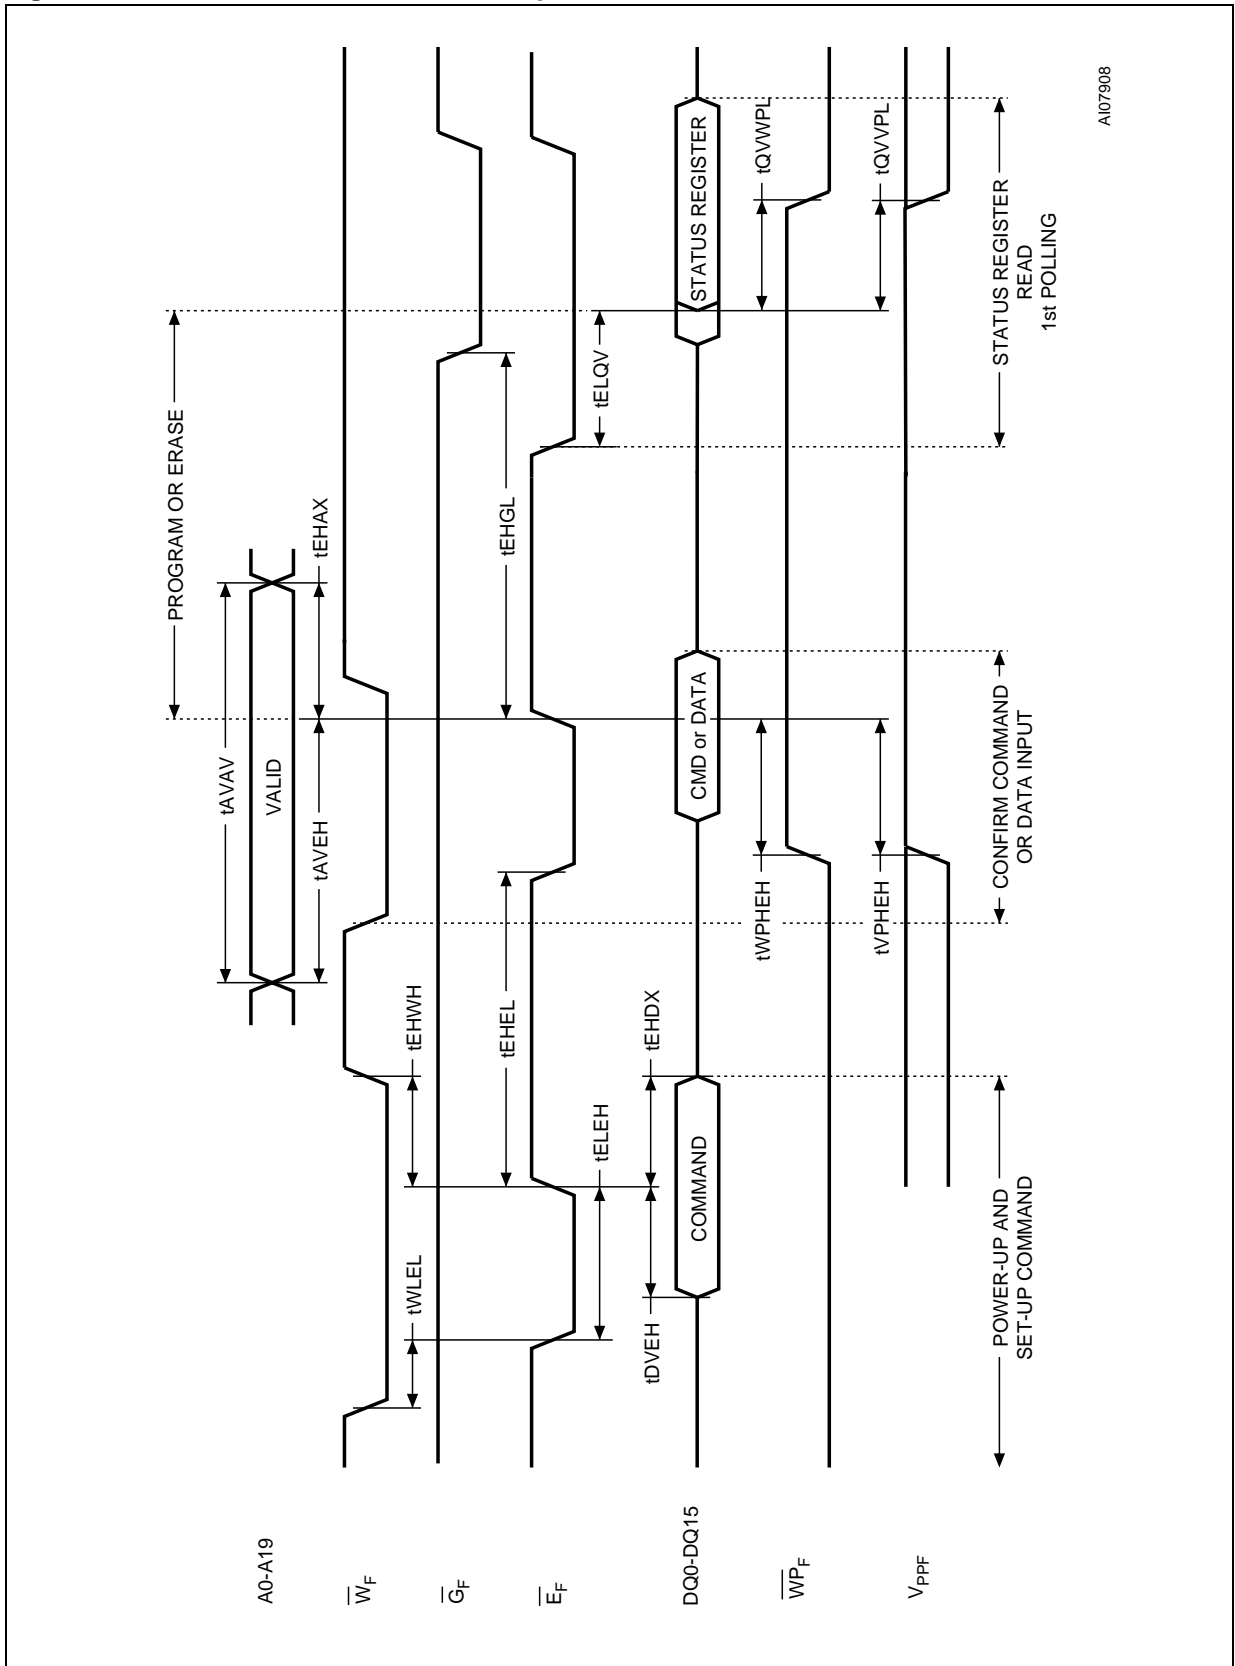 AI07908
PROGRAM OR ERASE
tAVAV
A0-A19
VALID
tAVEH
tEHAX
W̅F
tWLEL
tEHWH
G̅F
tEHEL
tEHGL
E̅F
tELEH
tELQV
tDVEH
tEHDX
DQ0-DQ15
COMMAND
CMD or DATA
STATUS REGISTER
tWPHEH
tQVWPL
W̅P̅F
tVPHEH
tQVVPL
VPPF
POWER-UP AND
SET-UP COMMAND
CONFIRM COMMAND
OR DATA INPUT
STATUS REGISTER
READ
1st POLLING